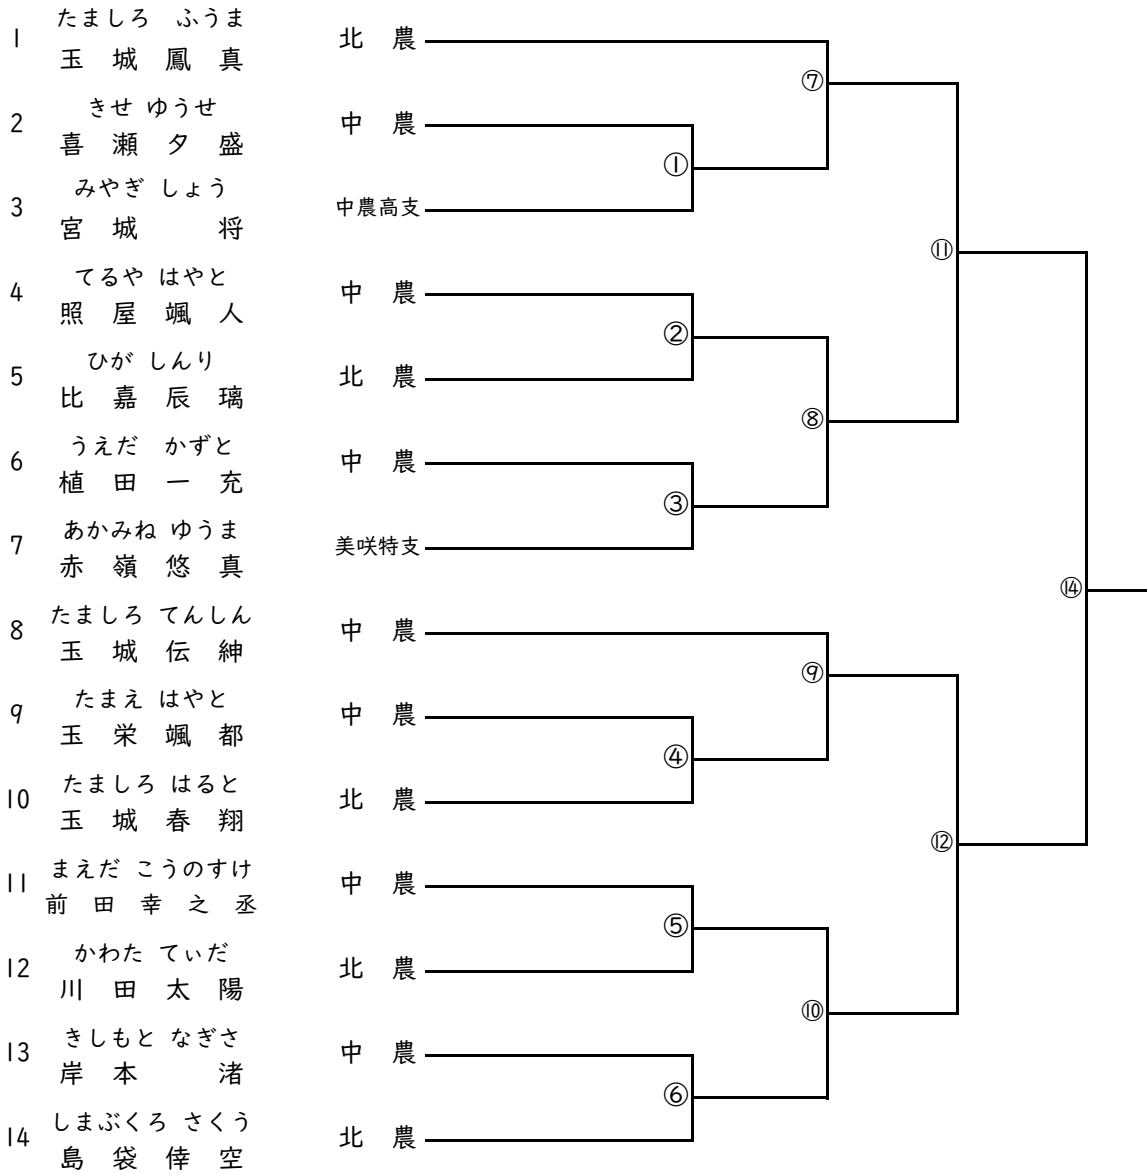 たましろ ふうま
1 玉城鳳真 北農
きせ ゆうせ
2 喜瀬夕盛 中農
みやぎ しょう
3 宮城 将 中農高支
てるや はやと
4 照屋颯人 中農
ひが しんり
5 比嘉辰璃 北農
うえだ かずと
6 植田一充 中農
あかみね ゆうま
7 赤嶺悠真 美咲特支
たましろ てんしん
8 玉城伝紳 中農
たまえ はやと
9 玉栄颯都 中農
たましろ はると
10 玉城春翔 北農
まえだ こうのすけ
11 前田幸之丞 中農
かわた てぃだ
12 川田太陽 北農
きしもと なぎさ
13 岸本 渚 中農
しまぶくろ さくう
14 島袋倖空 北農
①
②
③
④
⑤
⑥
⑦
⑧
⑨
⑩
⑪
⑫
⑭